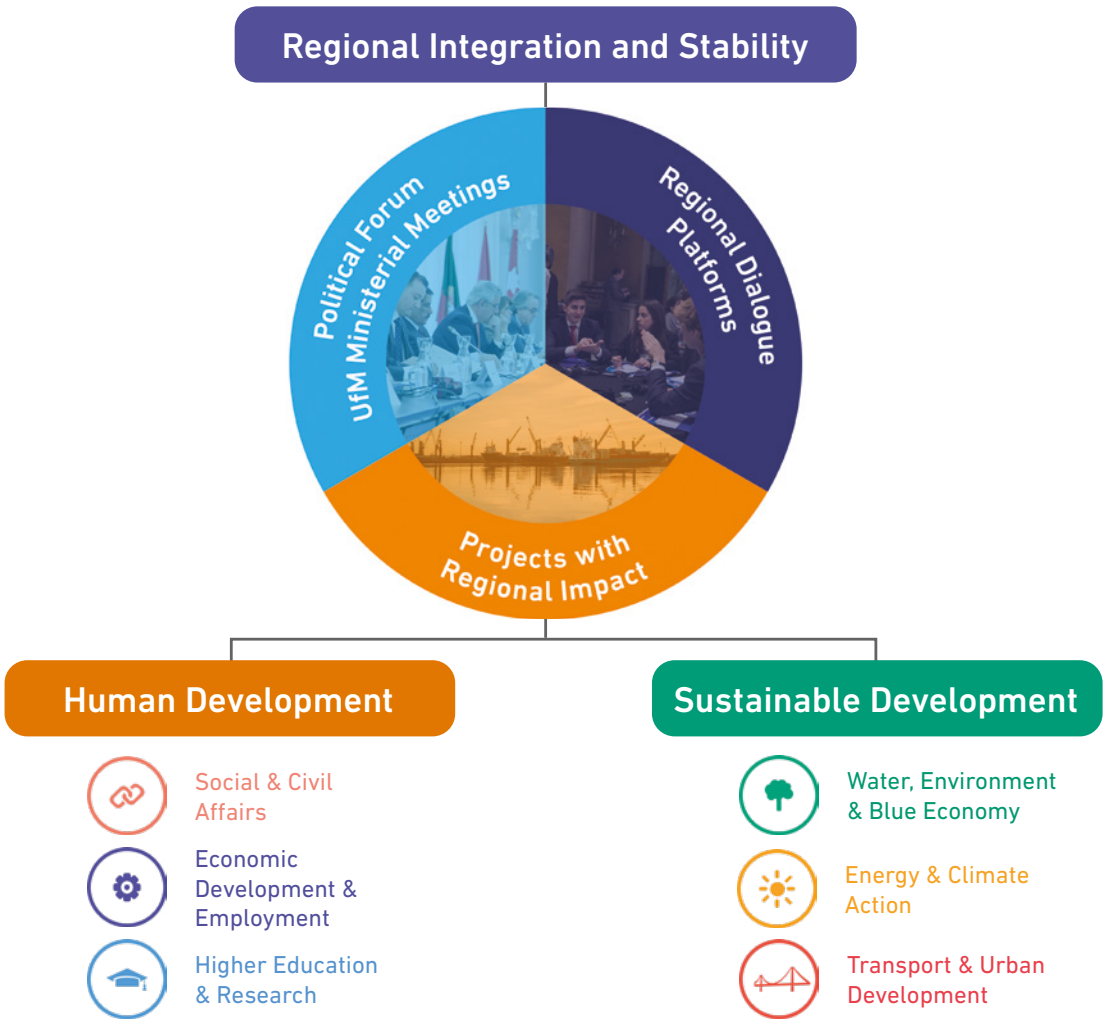 Regional Integration and Stability
Political Forum
UfM Ministerial Meetings
Regional Dialogue
Platforms
Projects with
Regional Impact
Human Development
Social & Civil
Affairs
Economic
Development &
Employment
Higher Education
& Research
Sustainable Development
Water, Environment
& Blue Economy
Energy & Climate
Action
Transport & Urban
Development